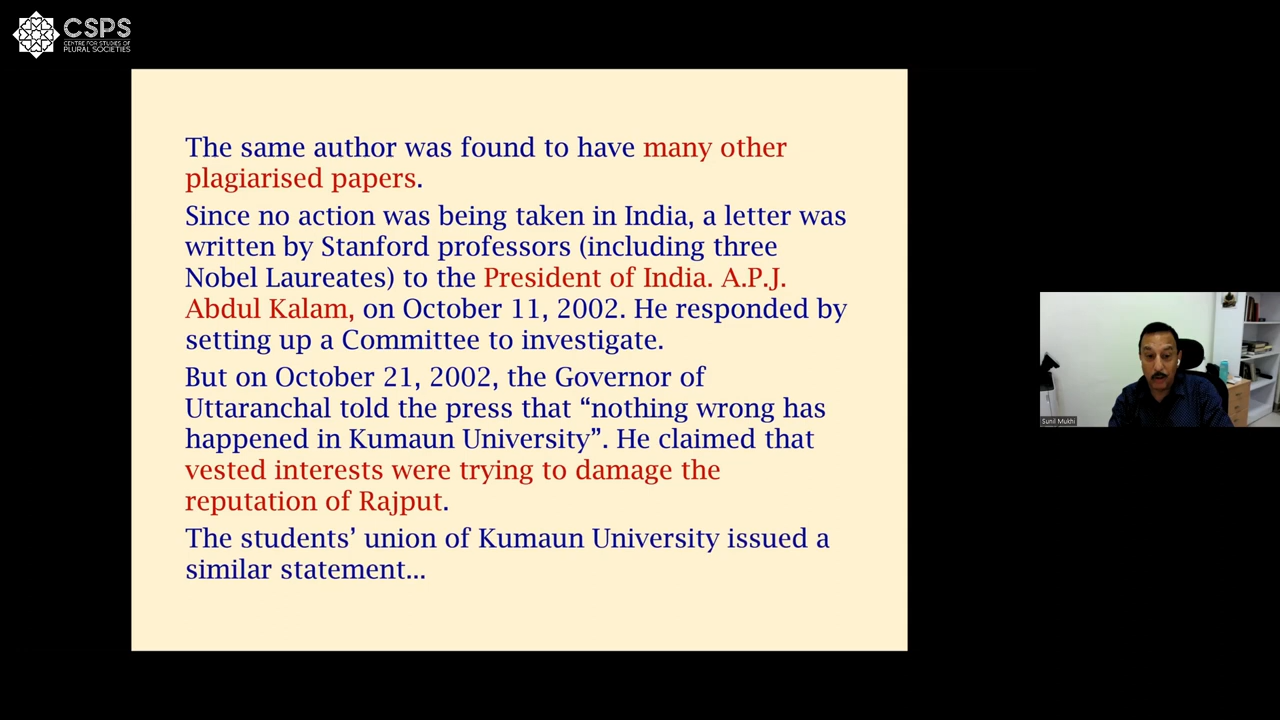 CSPS
CENTRE FOR STUDIES OF
PLURAL SOCIETIES
The same author was found to have many other
plagiarised papers.
Since no action was being taken in India, a letter was
written by Stanford professors (including three
Nobel Laureates) to the President of India. A.P.J.
Abdul Kalam, on October 11, 2002. He responded by
setting up a Committee to investigate.
But on October 21, 2002, the Governor of
Uttaranchal told the press that “nothing wrong has
happened in Kumaun University”. He claimed that
vested interests were trying to damage the
reputation of Rajput.
The students’ union of Kumaun University issued a
similar statement...
Sunil Mukhi